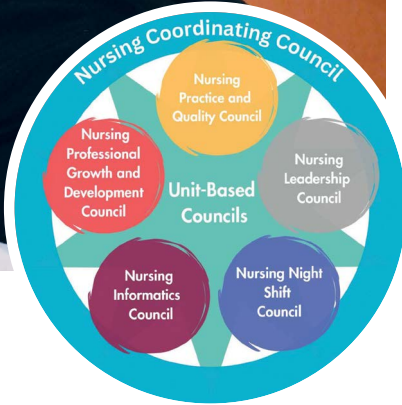 Nursing Coordinating Council
Nursing
Practice and
Quality Council
Nursing
Professional
Growth and
Development
Council
Nursing
Leadership
Council
Unit-Based
Councils
Nursing
Informatics
Council
Nursing Night
Shift
Council